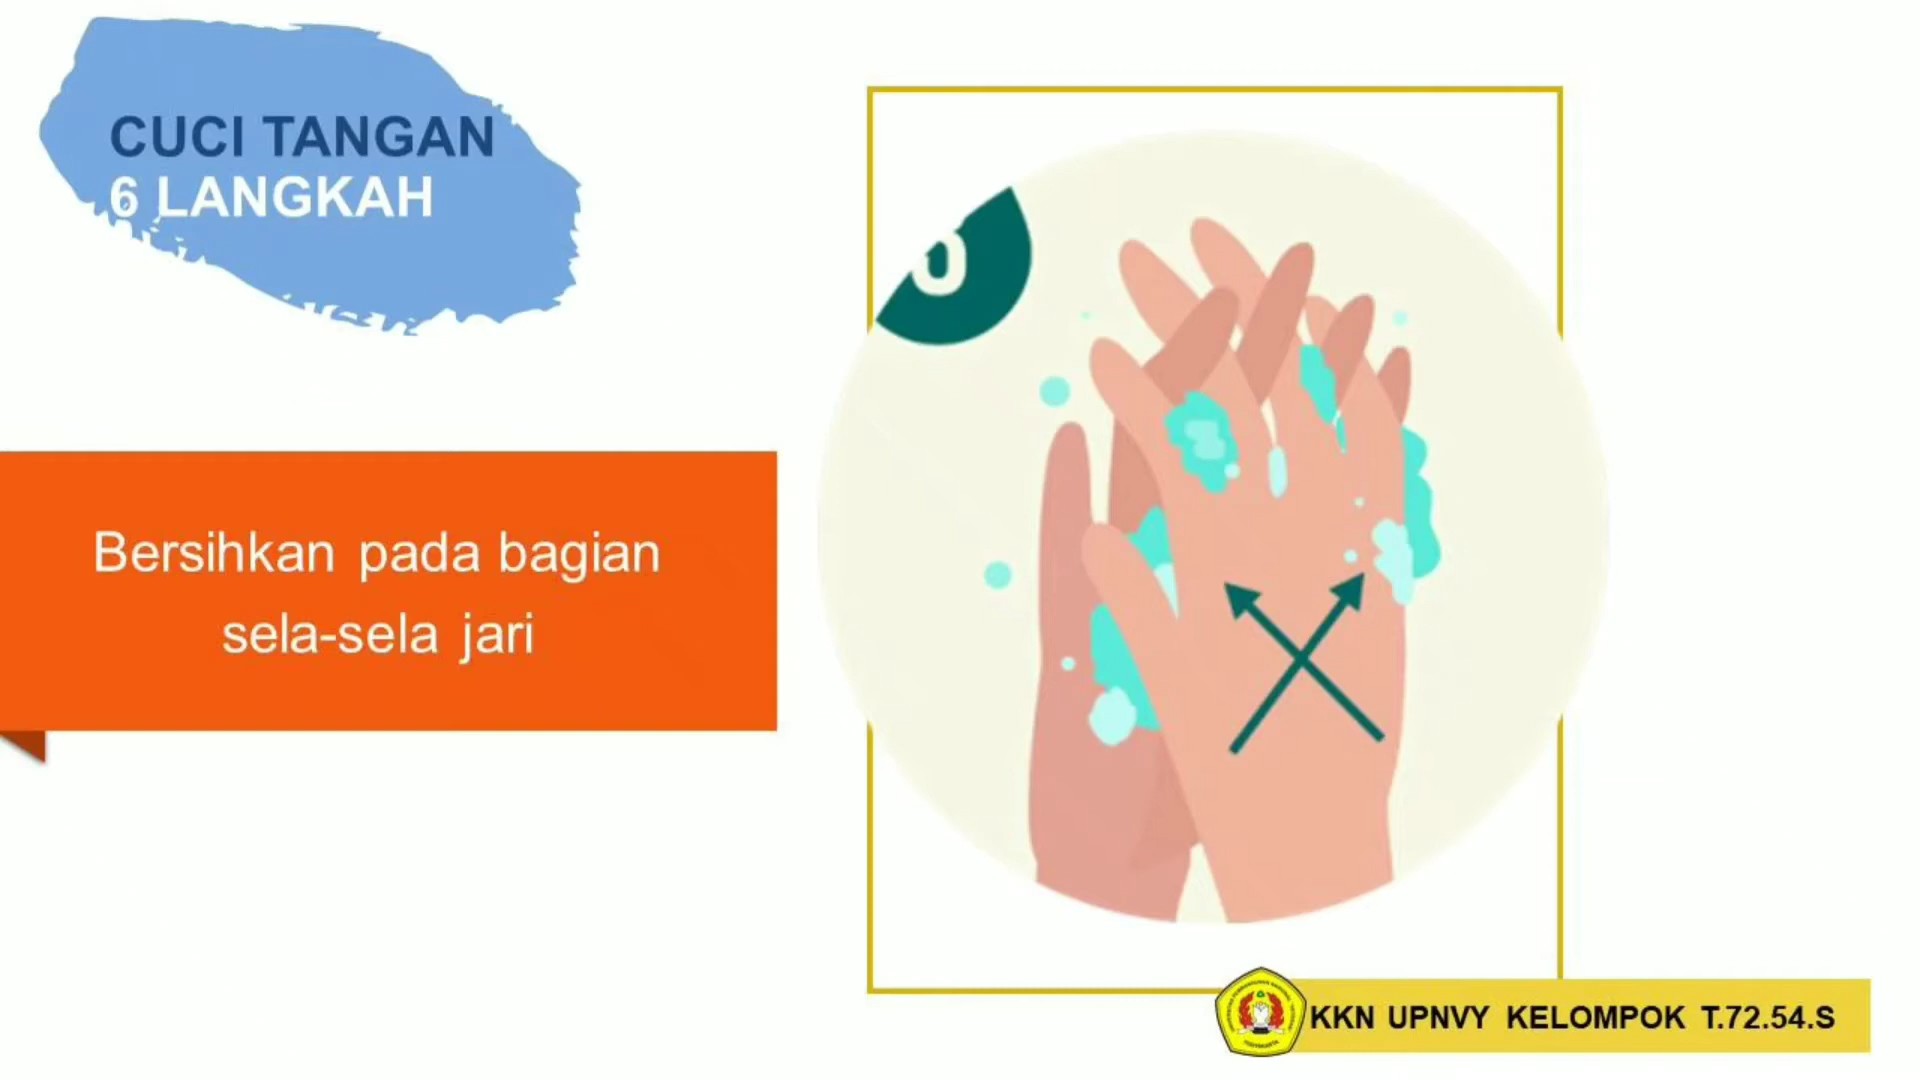 CUCI TANGAN
6 LANGKAH
Bersihkan pada bagian
sela-sela jari
KKN UPNVY KELOMPOK T.72.54.S